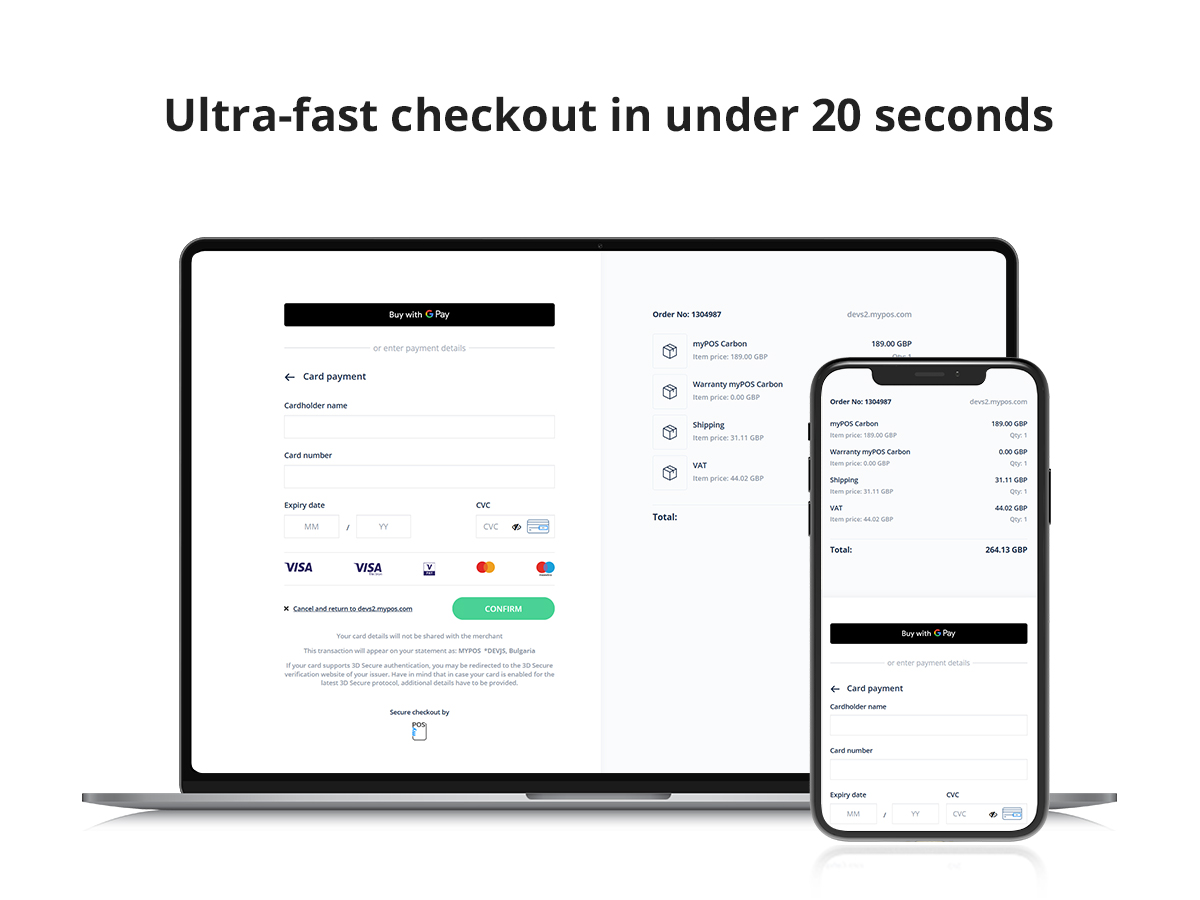 Ultra-fast checkout in under 20 seconds
Buy with G Pay
or enter payment details
Card payment
Cardholder name
Card number
Expiry date
CVC
MM / YY
CVC
VISA VISA V PAY
Cancel and return to devs2.mypos.com
CONFIRM
Your card details will not be shared with the merchant
This transaction will appear on your statement as: MYPOS *DEVJS, Bulgaria
If your card supports 3D Secure authentication, you may be redirected to the 3D Secure
verification website of your issuer. Have in mind that in case your card is enabled for the
latest 3D Secure protocol, additional details have to be provided.
Secure checkout by
my POS
Order No: 1304987 devs2.mypos.com
myPOS Carbon 189.00 GBP
Item price: 189.00 GBP Qty: 1
Warranty myPOS Carbon
Item price: 0.00 GBP
Shipping
Item price: 31.11 GBP
VAT
Item price: 44.02 GBP
Total:
Order No: 1304987 devs2.mypos.com
myPOS Carbon 189.00 GBP
Item price: 189.00 GBP Qty: 1
Warranty myPOS Carbon 0.00 GBP
Item price: 0.00 GBP Qty: 1
Shipping 31.11 GBP
Item price: 31.11 GBP Qty: 1
VAT 44.02 GBP
Item price: 44.02 GBP Qty: 1
Total: 264.13 GBP
Buy with G Pay
or enter payment details
Card payment
Cardholder name
Card number
Expiry date CVC
MM / YY CVC